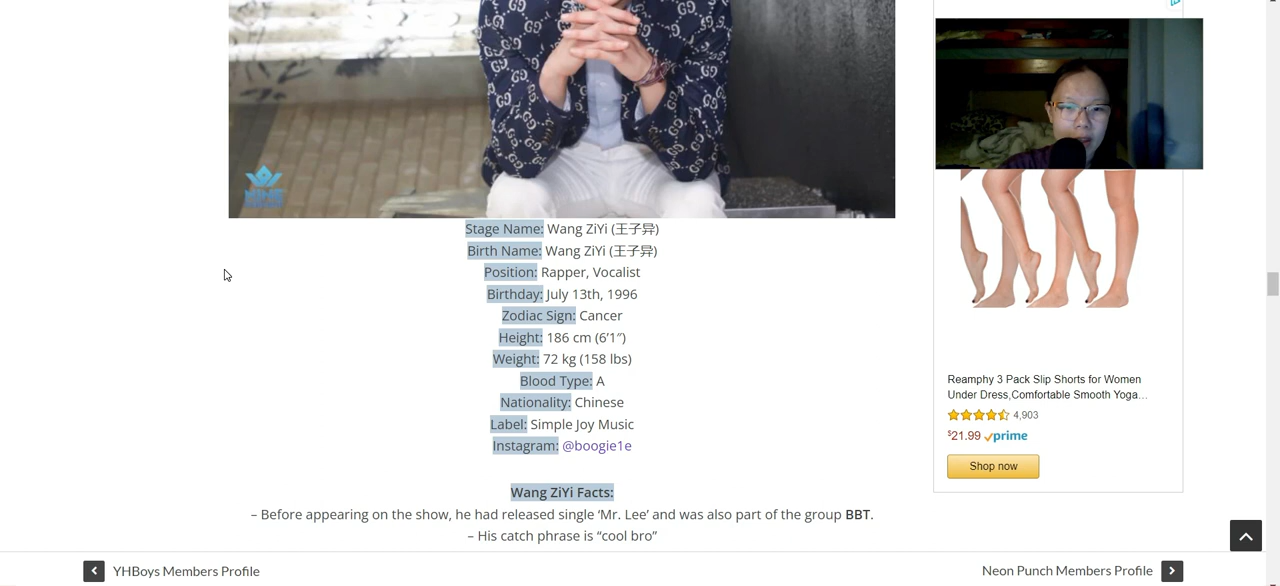 Stage Name: Wang ZiYi (王子异)
Birth Name: Wang ZiYi (王子异)
Position: Rapper, Vocalist
Birthday: July 13th, 1996
Zodiac Sign: Cancer
Height: 186 cm (6’1″)
Weight: 72 kg (158 lbs)
Blood Type: A
Nationality: Chinese
Label: Simple Joy Music
Instagram: @boogie1e
Wang ZiYi Facts:
– Before appearing on the show, he had released single ‘Mr. Lee’ and was also part of the group BBT.
– His catch phrase is “cool bro”
Reamphy 3 Pack Slip Shorts for Women
Under Dress,Comfortable Smooth Yoga...
4,903
$21.99 prime
Shop now
YHBoys Members Profile
Neon Punch Members Profile